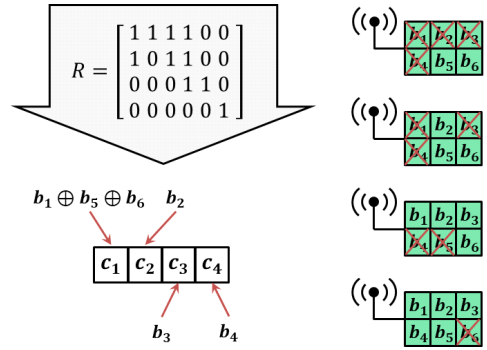 R = [1 1 1 1 0 0
1 0 1 1 0 0
0 0 0 1 1 0
0 0 0 0 0 1]
b₁ ⊕ b₅ ⊕ b₆ b₂
c₁ c₂ c₃ c₄
b₃ b₄
b₁ b₂ b₃
b₄ b₅ b₆
b₁ b₂ b₃
b₄ b₅ b₆
b₁ b₂ b₃
b₄ b₅ b₆
b₁ b₂ b₃
b₄ b₅ b₆